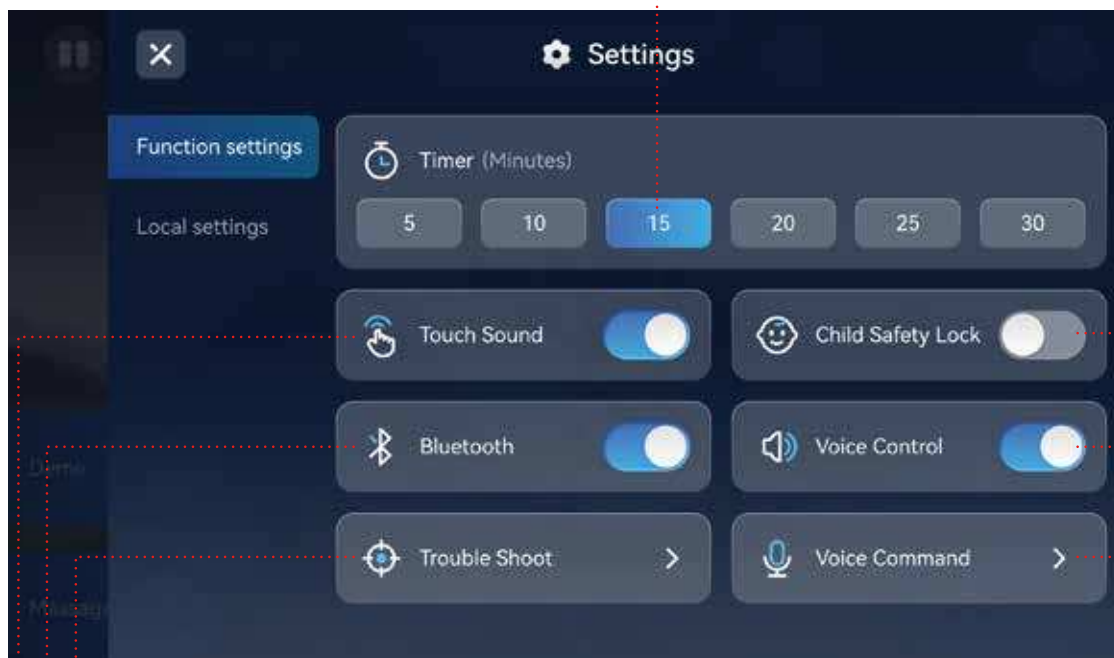 Settings
Function settings
Local settings
Timer (Minutes)
5 10 15 20 25 30
Touch Sound
Child Safety Lock
Bluetooth
Voice Control
Demo
Trouble Shoot
Voice Command